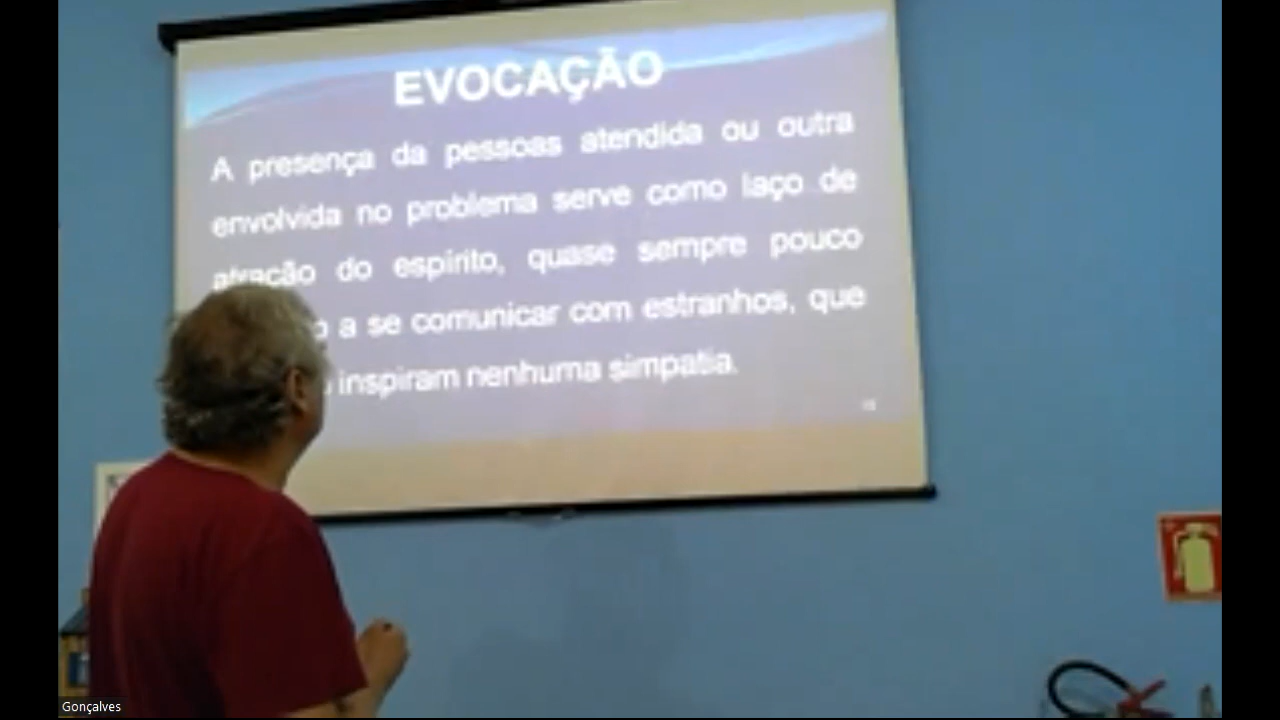 EVOCAÇÃO
A presença da pessoas atendida ou outra
envolvida no problema serve como laço de
atração do espírito, quase sempre pouco
a se comunicar com estranhos, que
inspiram nenhuma simpatia.
Gonçalves